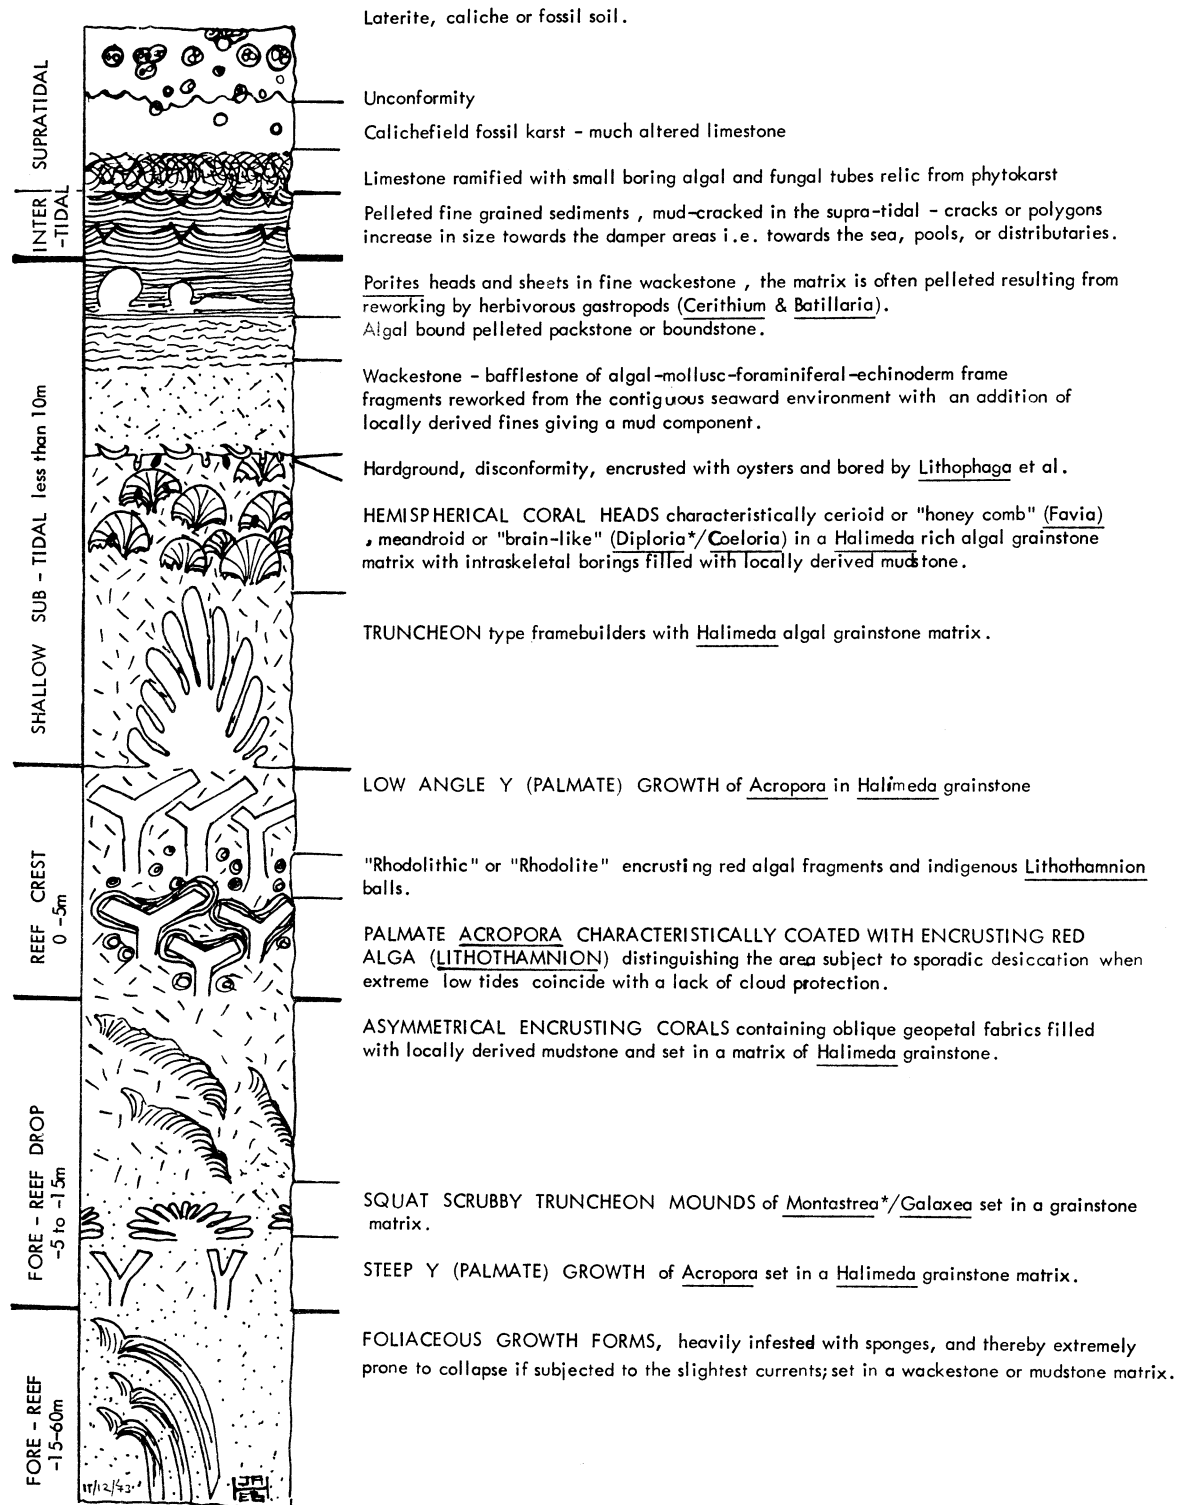 Laterite, caliche or fossil soil.
Unconformity
Calichefield fossil karst - much altered limestone
Limestone ramified with small boring algal and fungal tubes relic from phytokarst
Pelleted fine grained sediments , mud-cracked in the supra-tidal - cracks or polygons
increase in size towards the damper areas i.e. towards the sea, pools, or distributaries.
Porites heads and sheets in fine wackestone , the matrix is often pelleted resulting from
reworking by herbivorous gastropods (Cerithium & Batillaria).
Algal bound pelleted packstone or boundstone.
Wackestone - bafflestone of algal-mollusc-foraminiferal-echinoderm frame
fragments reworked from the contiguous seaward environment with an addition of
locally derived fines giving a mud component.
Hardground, disconformity, encrusted with oysters and bored by Lithophaga et al.
HEMISPHERICAL CORAL HEADS characteristically cerioid or "honey comb" (Favia)
, meandroid or "brain-like" (Diploria*/Coeloria) in a Halimeda rich algal grainstone
matrix with intraskeletal borings filled with locally derived mudstone.
TRUNCHEON type framebuilders with Halimeda algal grainstone matrix.
LOW ANGLE Y (PALMATE) GROWTH of Acropora in Halimeda grainstone
"Rhodolithic" or "Rhodolite" encrusting red algal fragments and indigenous Lithothamnion
balls.
PALMATE ACROPORA CHARACTERISTICALLY COATED WITH ENCRUSTING RED
ALGA (LITHOTHAMNION) distinguishing the area subject to sporadic desiccation when
extreme low tides coincide with a lack of cloud protection.
ASYMMETRICAL ENCRUSTING CORALS containing oblique geopetal fabrics filled
with locally derived mudstone and set in a matrix of Halimeda grainstone.
SQUAT SCRUBBY TRUNCHEON MOUNDS of Montastrea*/Galaxea set in a grainstone
matrix.
STEEP Y (PALMATE) GROWTH of Acropora set in a Halimeda grainstone matrix.
FOLIACEOUS GROWTH FORMS, heavily infested with sponges, and thereby extremely
prone to collapse if subjected to the slightest currents; set in a wackestone or mudstone matrix.
SUPRATIDAL
INTER
-TIDAL
SHALLOW SUB - TIDAL less than 10m
REEF CREST
0 -5m
FORE - REEF DROP
-5 to -15m
FORE - REEF
-15-60m